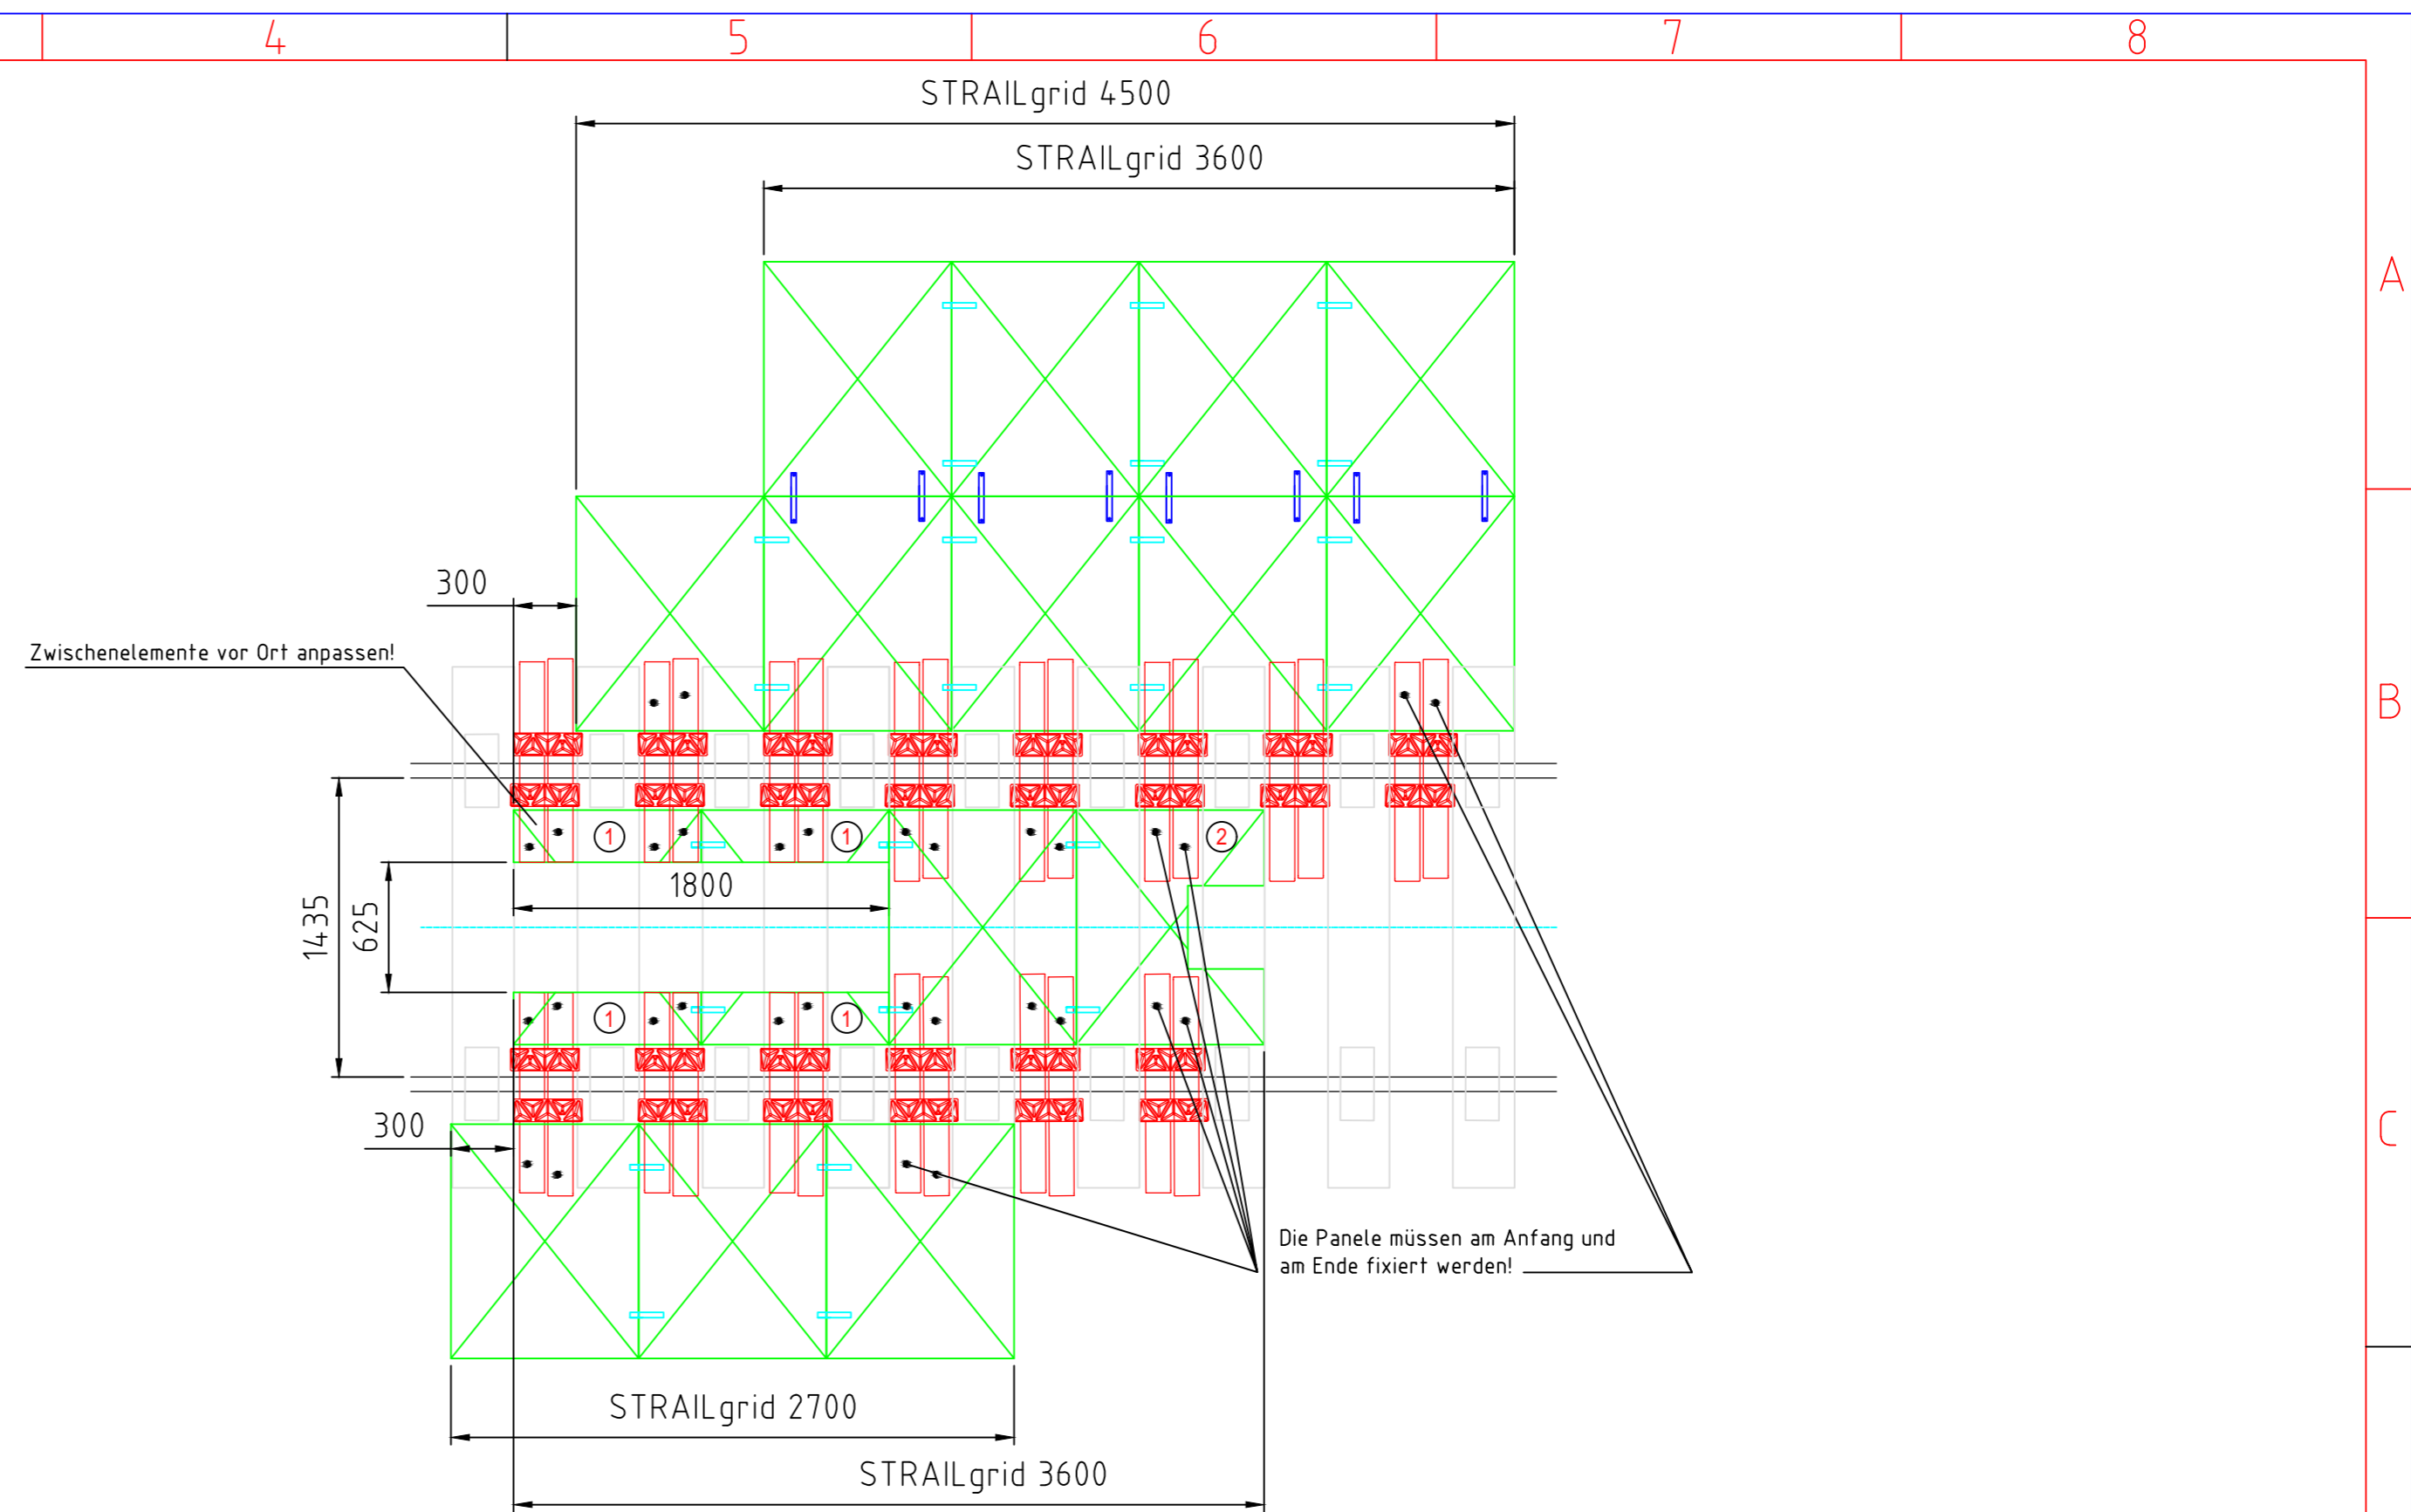 4 5 6 7 8
STRAILgrid 4500
STRAILgrid 3600
A
300
Zwischenelemente vor Ort anpassen!
B
1 1 2
1800
1435
625
1 1
300
C
Die Panele müssen am Anfang und
am Ende fixiert werden!
STRAILgrid 2700
STRAILgrid 3600